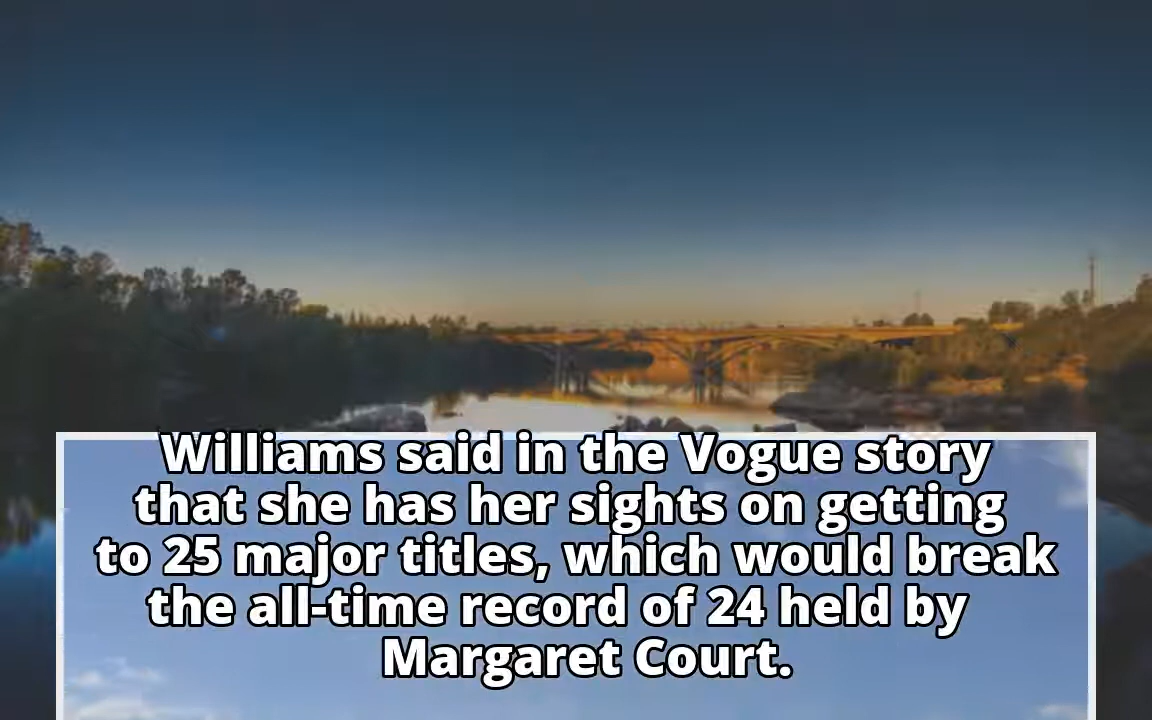 Williams said in the Vogue story
that she has her sights on getting
to 25 major titles, which would break
the all-time record of 24 held by
Margaret Court.